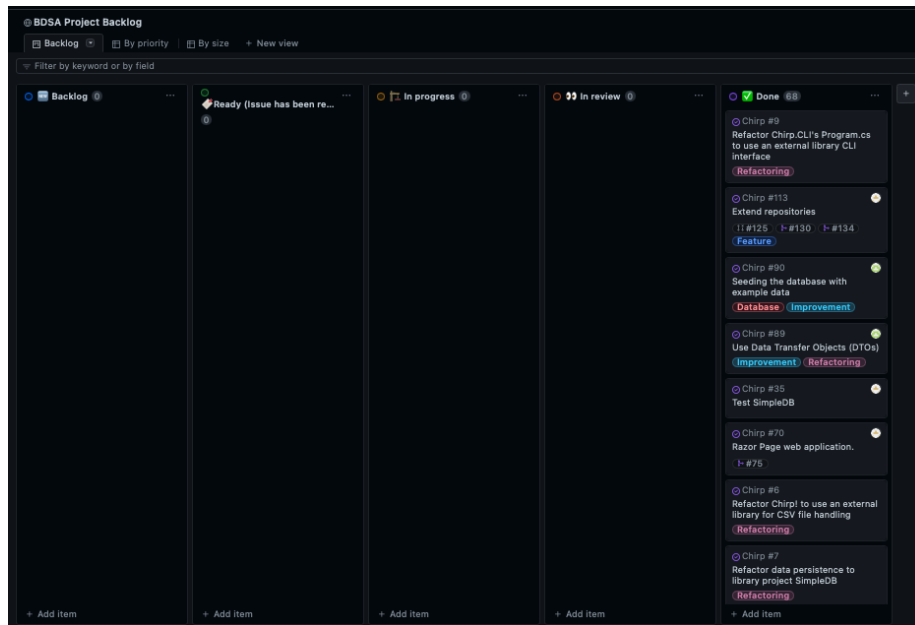 BDSA Project Backlog
Backlog
By priority
By size
+ New view
Filter by keyword or by field
Backlog 0 ...
Ready (Issue has been re... ...
0
In progress 0 ...
In review 0 ...
Done 68 ...
+
Chirp #9
Refactor Chirp.CLI's Program.cs
to use an external library CLI
interface
Refactoring
Chirp #113
Extend repositories
#125 #130 #134
Feature
Chirp #90
Seeding the database with
example data
Database Improvement
Chirp #89
Use Data Transfer Objects (DTOs)
Improvement Refactoring
Chirp #35
Test SimpleDB
Chirp #70
Razor Page web application.
#75
Chirp #6
Refactor Chirp! to use an external
library for CSV file handling
Refactoring
Chirp #7
Refactor data persistence to
library project SimpleDB
Refactoring
+ Add item
+ Add item
+ Add item
+ Add item
+ Add item